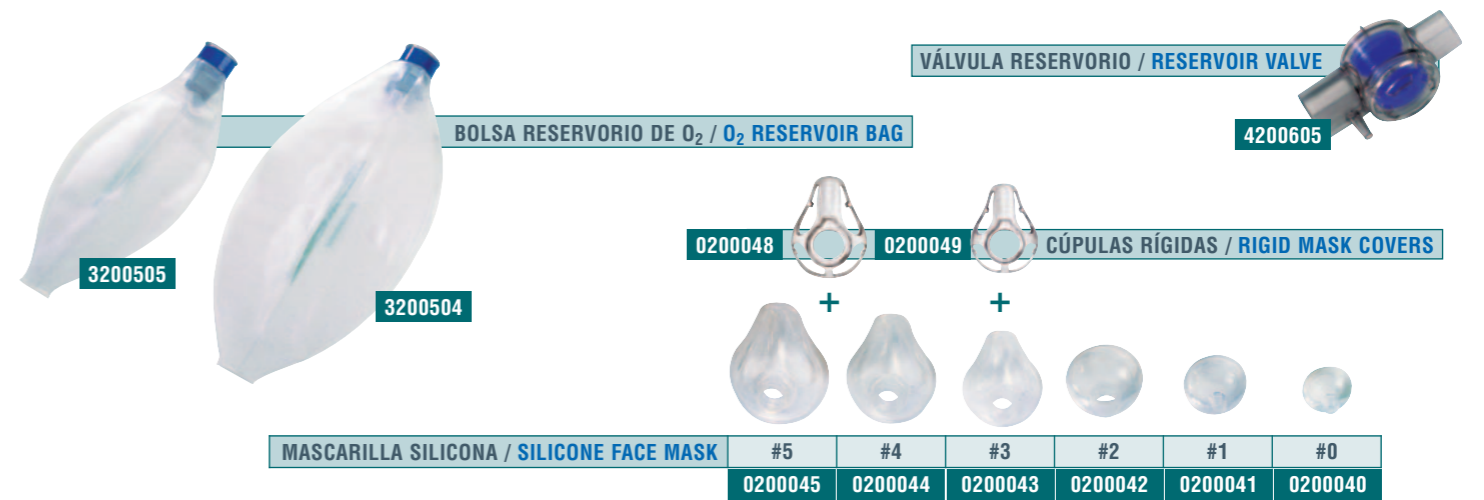 VÁLVULA RESERVORIO / RESERVOIR VALVE
4200605
BOLSA RESERVORIO DE O₂ / O₂ RESERVOIR BAG
3200505
3200504
0200048 0200049 CÚPULAS RÍGIDAS / RIGID MASK COVERS
+ +
MASCARILLA SILICONA / SILICONE FACE MASK #5 #4 #3 #2 #1 #0
0200045 0200044 0200043 0200042 0200041 0200040